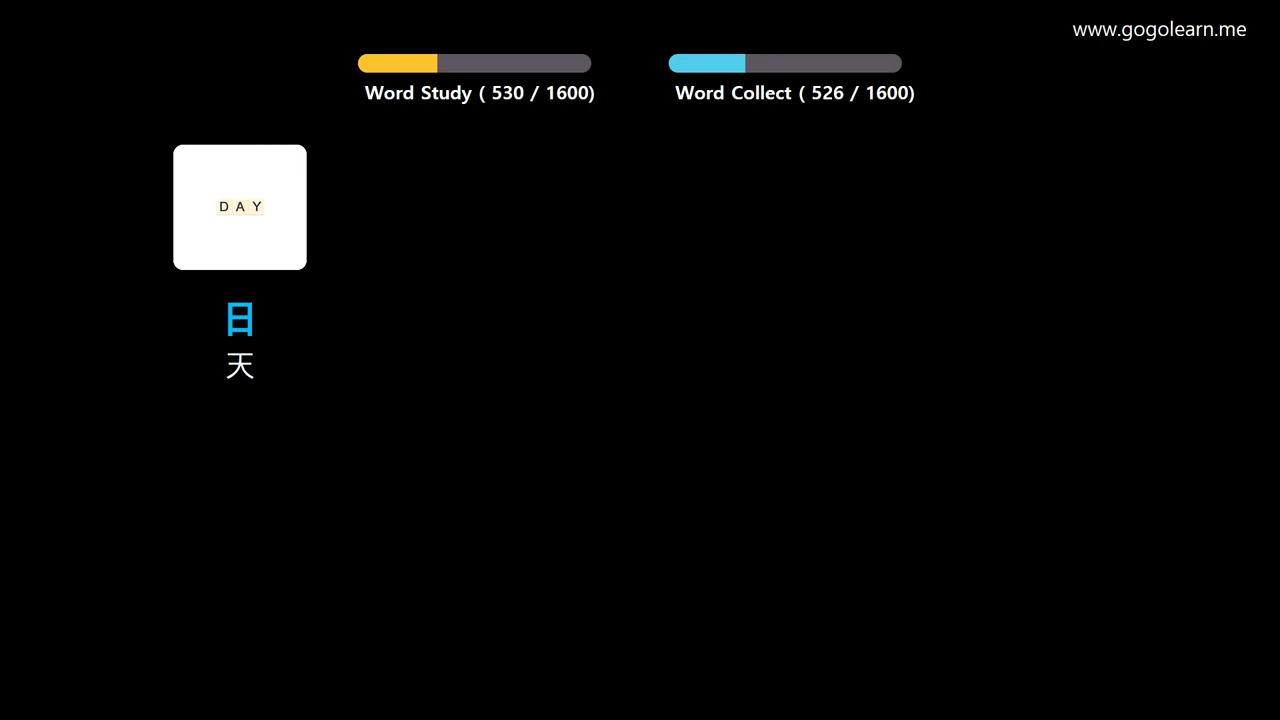 www.gogolearn.me
Word Study ( 530 / 1600)
Word Collect ( 526 / 1600)
DAY
日
天